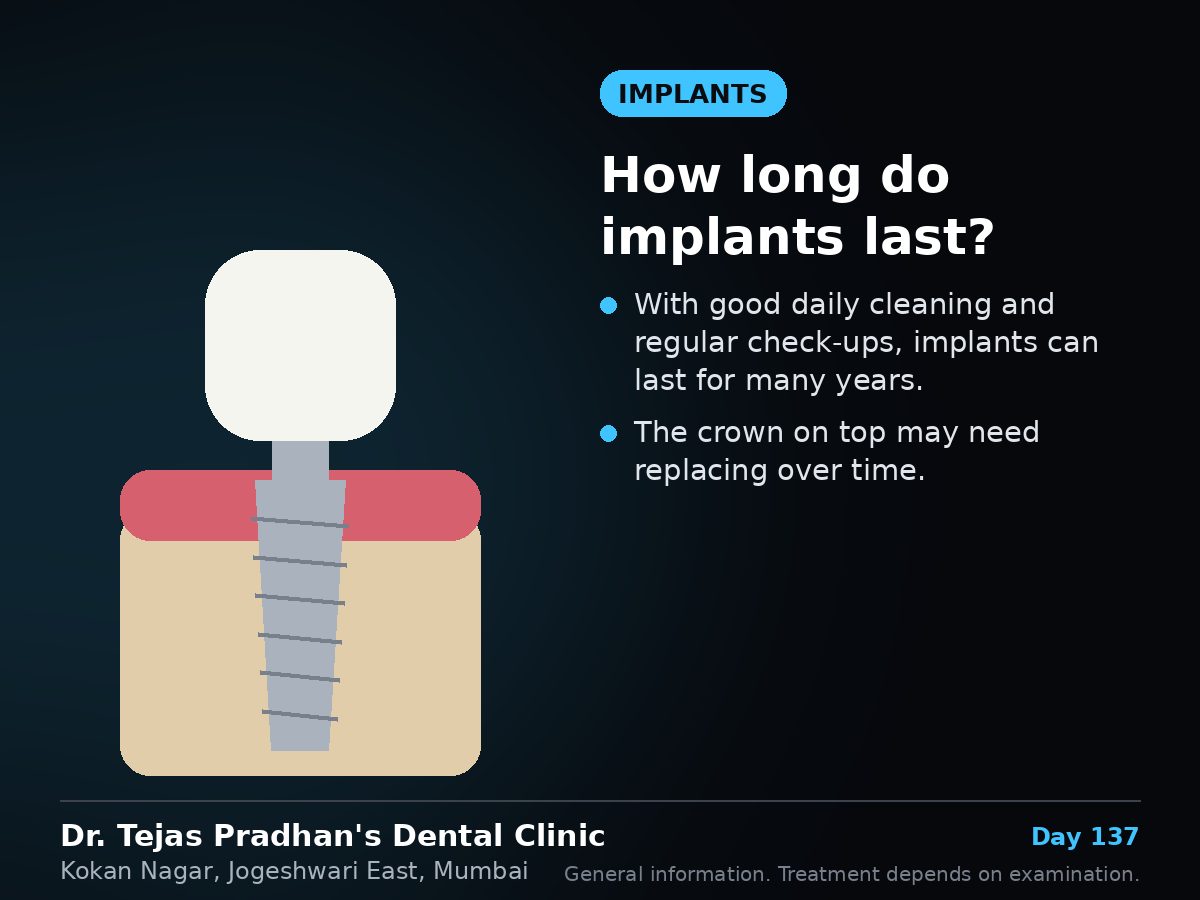 IMPLANTS
How long do
implants last?
With good daily cleaning and
regular check-ups, implants can
last for many years.
The crown on top may need
replacing over time.
Dr. Tejas Pradhan's Dental Clinic
Day 137
Kokan Nagar, Jogeshwari East, Mumbai
General information. Treatment depends on examination.